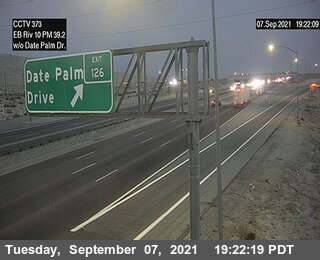 CCTV 373
EB Riv 10 PM 39.2
w/o Date Palm Dr.
07.Sep 2021 19:22:09
EXIT
126
Date Palm
Drive
Tuesday, September 07, 2021 19:22:19 PDT